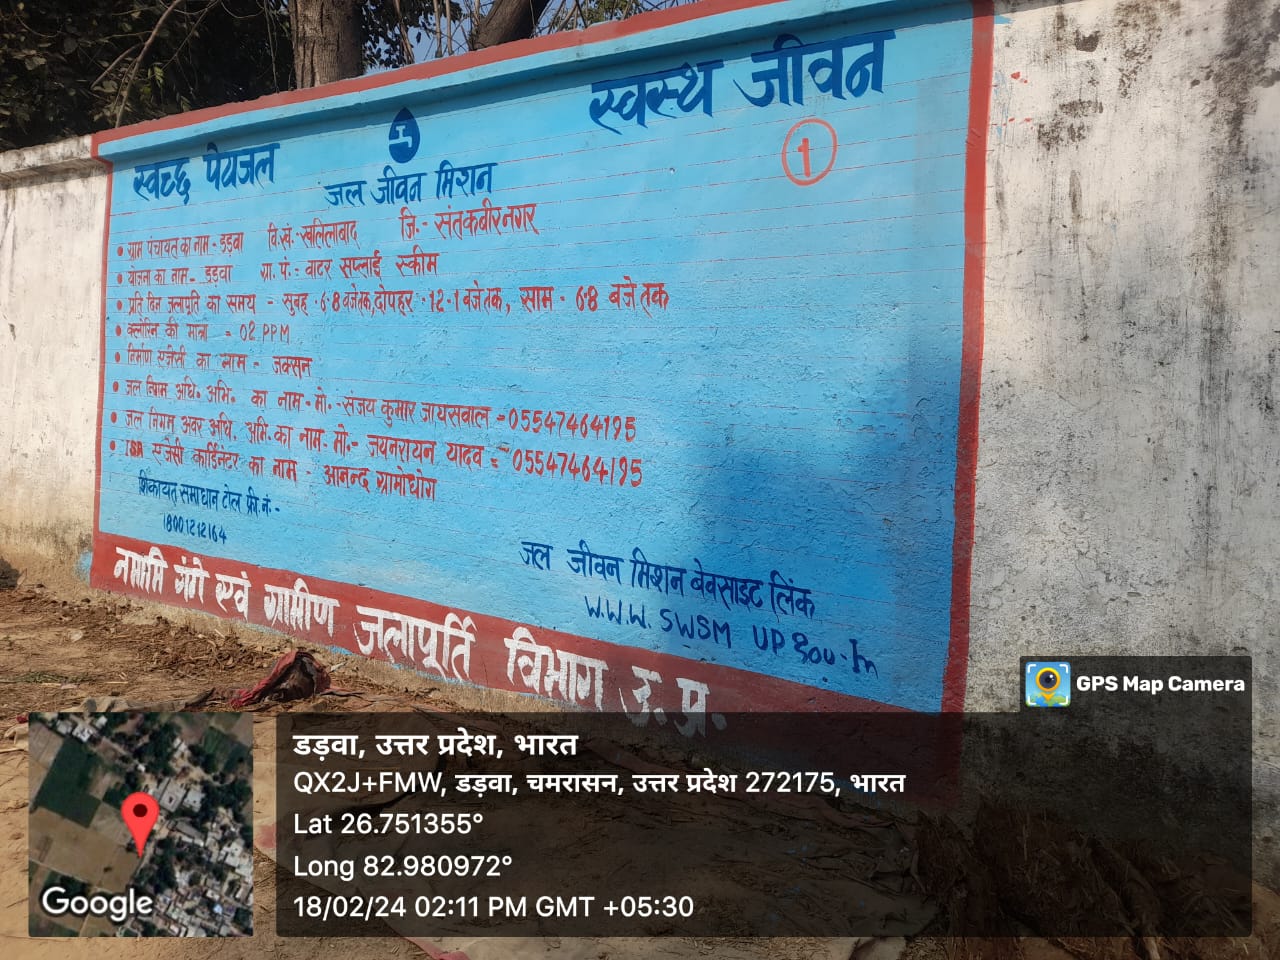 स्वच्छ पेयजल
स्वस्थ जीवन
1
जल जीवन मिशन
• ग्राम पंचायत का नाम - डड़वा वि.खं.- खलिलाबाद जि.- संतकबीरनगर
• योजना का नाम - डड़वा ग्रा. पं. - वाटर सप्लाई स्कीम
• प्रति दिन जलापूर्ति का समय - सुबह - 6-8 बजे तक, दोपहर - 12-1 बजे तक, साम - 6-8 बजे तक
• क्लोरिन की मात्रा = 02 PPM
• निर्माण एजेंसी का नाम - जक्सन
• जल निगम अधि. अभि. का नाम - मो. - संजय कुमार जायसवाल - 05547464195
• जल निगम अवर अधि. अभि. का नाम - मो. - जयनरायन यादव = 05547464195
• ISA एजेंसी कार्डिनेटर का नाम - आनन्द ग्रामोधोग
शिकायत समाधान टोल फ्री. नं. -
18001212164
जल जीवन मिशन बेवसाइट लिंक
W.W.W. SWSM UP gov.In
नमामि गंगे एवं ग्रामीण जलापूर्ति विभाग उ. प्र.
GPS Map Camera
डड़वा, उत्तर प्रदेश, भारत
QX2J+FMW, डड़वा, चमरासन, उत्तर प्रदेश 272175, भारत
Lat 26.751355°
Long 82.980972°
18/02/24 02:11 PM GMT +05:30
Google